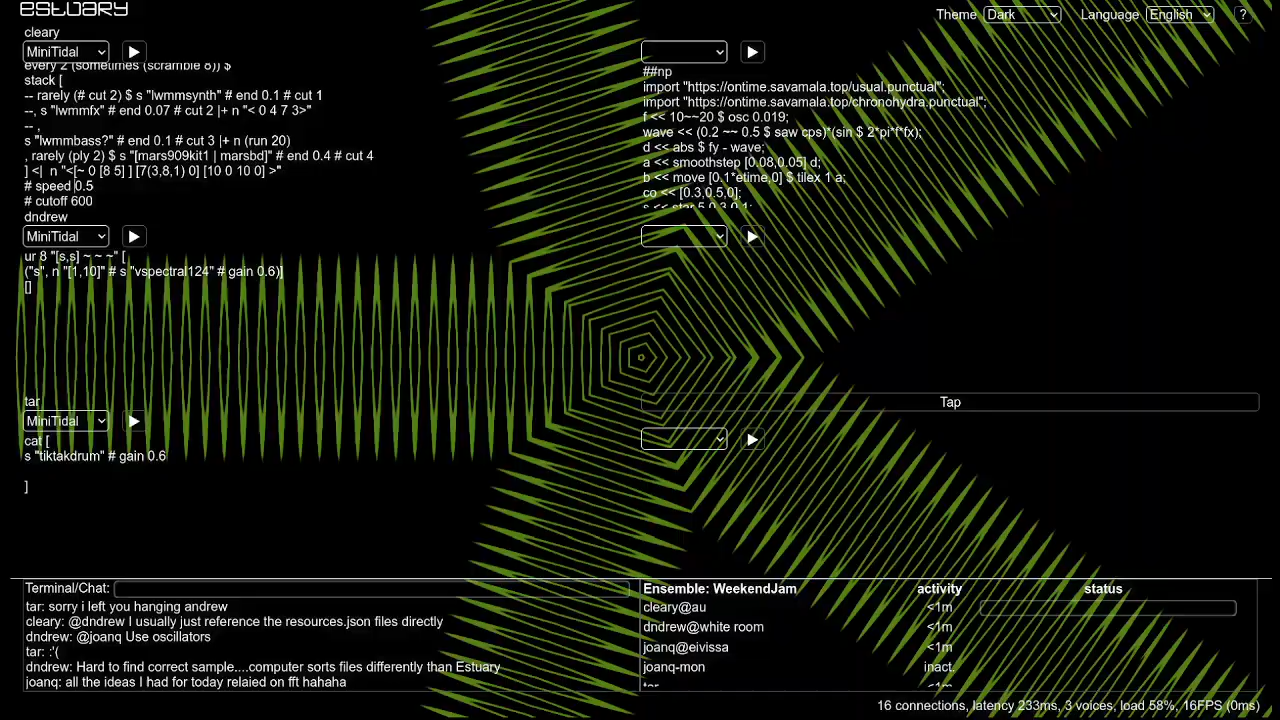 estuary
Theme Dark Language English ?
cleary
MiniTidal
every 2 (sometimes (scramble 8)) $
stack [
-- rarely (# cut 2) $ s "lwmmsynth" # end 0.1 # cut 1
--, s "lwmmfx" # end 0.07 # cut 2 |+ n "< 0 4 7 3>"
-- ,
s "lwmmbass?" # end 0.1 # cut 3 |+ n (run 20)
, rarely (ply 2) $ s "[mars909kit1 | marsbd]" # end 0.4 # cut 4
] <| n "<[~ 0 [8 5] ] [7(3,8,1) 0] [10 0 10 0] >"
# speed 0.5
# cutoff 600
dndrew
MiniTidal
ur 8 "[s,s] ~ ~ ~" [
("s", n "[1,10]" # s "vspectral124" # gain 0.6)]
[]
tar
MiniTidal
cat [
s "tiktakdrum" # gain 0.6
]
##np
import "https://ontime.savamala.top/usual.punctual";
import "https://ontime.savamala.top/chronohydra.punctual";
f << 10~~20 $ osc 0.019;
wave << (0.2 ~~ 0.5 $ saw cps)*(sin $ 2*pi*f*fx);
d << abs $ fy - wave;
a << smoothstep [0.08,0.05] d;
b << move [0.1*etime,0] $ tilex 1 a;
co << [0.3,0.5,0];
s << star 5 0.3 0.1;
Tap
Terminal/Chat:
tar: sorry i left you hanging andrew
cleary: @dndrew I usually just reference the resources.json files directly
dndrew: @joanq Use oscillators
tar: :'(
dndrew: Hard to find correct sample....computer sorts files differently than Estuary
joanq: all the ideas I had for today relaied on fft hahaha
Ensemble: WeekendJam activity status
cleary@au <1m
dndrew@white room <1m
joanq@eivissa <1m
joanq-mon inact.
tar <1m
16 connections, latency 233ms, 3 voices, load 58%, 16FPS (0ms)